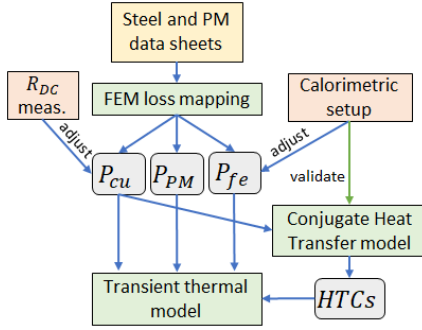 Steel and PM
data sheets
R_DC
meas.
FEM loss mapping
Calorimetric
setup
adjust
adjust
validate
P_cu
P_PM
P_fe
Conjugate Heat
Transfer model
Transient thermal
model
HTCs